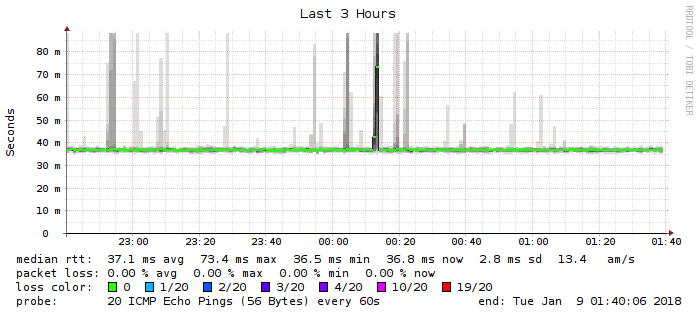 Last 3 Hours
RRDTOOL / TOBI OETIKER
Seconds
80 m
70 m
60 m
50 m
40 m
30 m
20 m
10 m
0
23:00 23:20 23:40 00:00 00:20 00:40 01:00 01:20 01:40
median rtt: 37.1 ms avg 73.4 ms max 36.5 ms min 36.8 ms now 2.8 ms sd 13.4 am/s
packet loss: 0.00 % avg 0.00 % max 0.00 % min 0.00 % now
loss color: 0 1/20 2/20 3/20 4/20 10/20 19/20
probe: 20 ICMP Echo Pings (56 Bytes) every 60s end: Tue Jan 9 01:40:06 2018